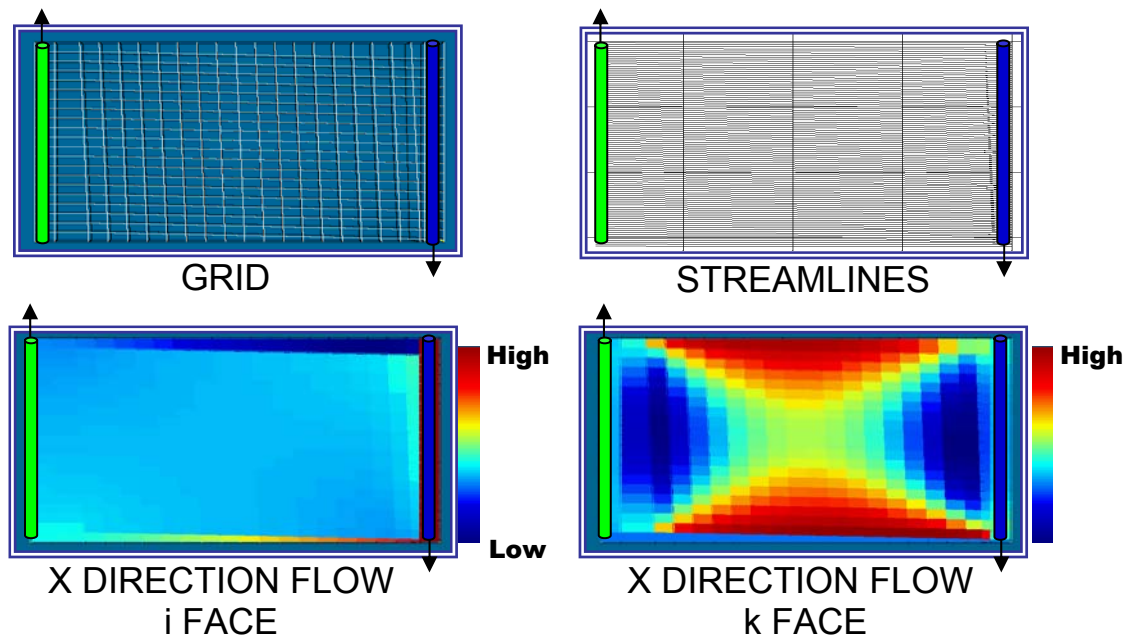 GRID
STREAMLINES
High
Low
X DIRECTION FLOW
i FACE
High
X DIRECTION FLOW
k FACE